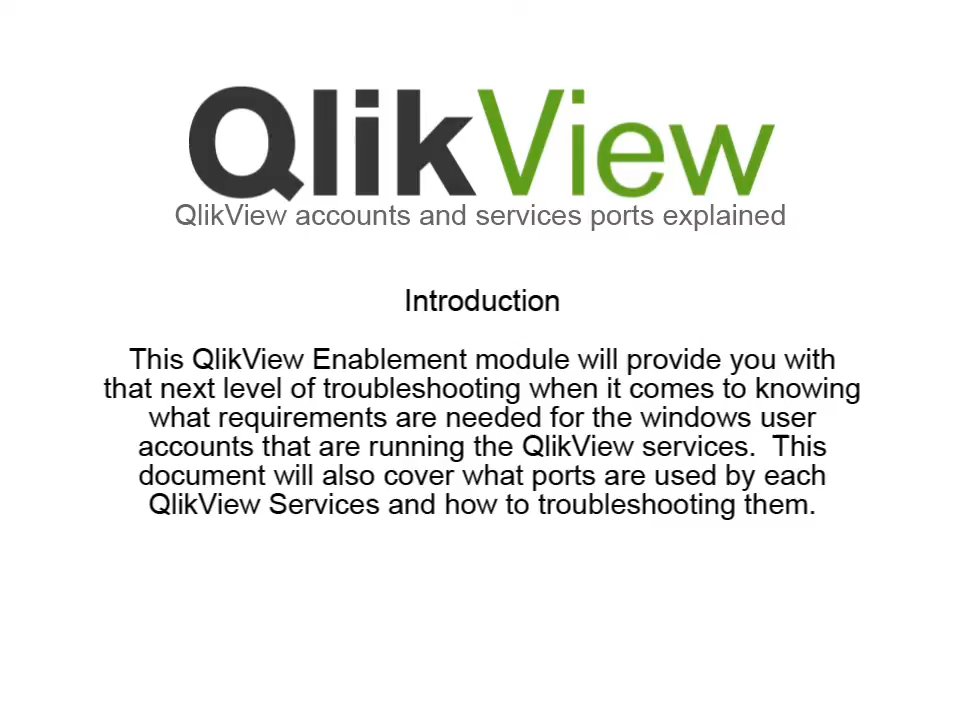 QlikView
QlikView accounts and services ports explained
Introduction
This QlikView Enablement module will provide you with
that next level of troubleshooting when it comes to knowing
what requirements are needed for the windows user
accounts that are running the QlikView services.  This
document will also cover what ports are used by each
QlikView Services and how to troubleshooting them.